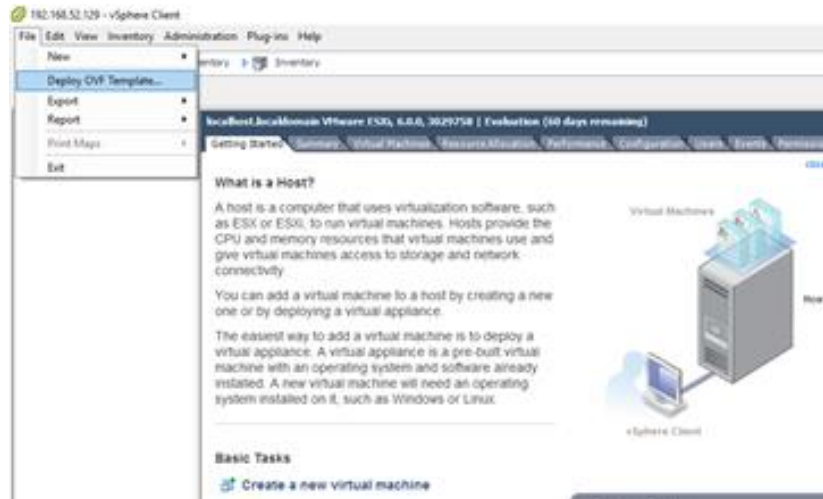 192.168.52.129 - vSphere Client
File Edit View Inventory Administration Plug-ins Help
New
Deploy OVF Template...
Export
Report
Print Maps
Exit
Inventory
localhost.localdomain VMware ESXi, 6.0.0, 3029758 | Evaluation (60 days remaining)
Getting Started Summary Virtual Machines Resource Allocation Performance Configuration Users Events
What is a Host?
A host is a computer that uses virtualization software, such
as ESX or ESXi, to run virtual machines. Hosts provide the
CPU and memory resources that virtual machines use and
give virtual machines access to storage and network
connectivity
You can add a virtual machine to a host by creating a new
one or by deploying a virtual appliance.
The easiest way to add a virtual machine is to deploy a
virtual appliance. A virtual appliance is a pre-built virtual
machine with an operating system and software already
installed. A new virtual machine will need an operating
system installed on it, such as Windows or Linux.
Basic Tasks
Create a new virtual machine
Virtual Machines
Host
vSphere Client